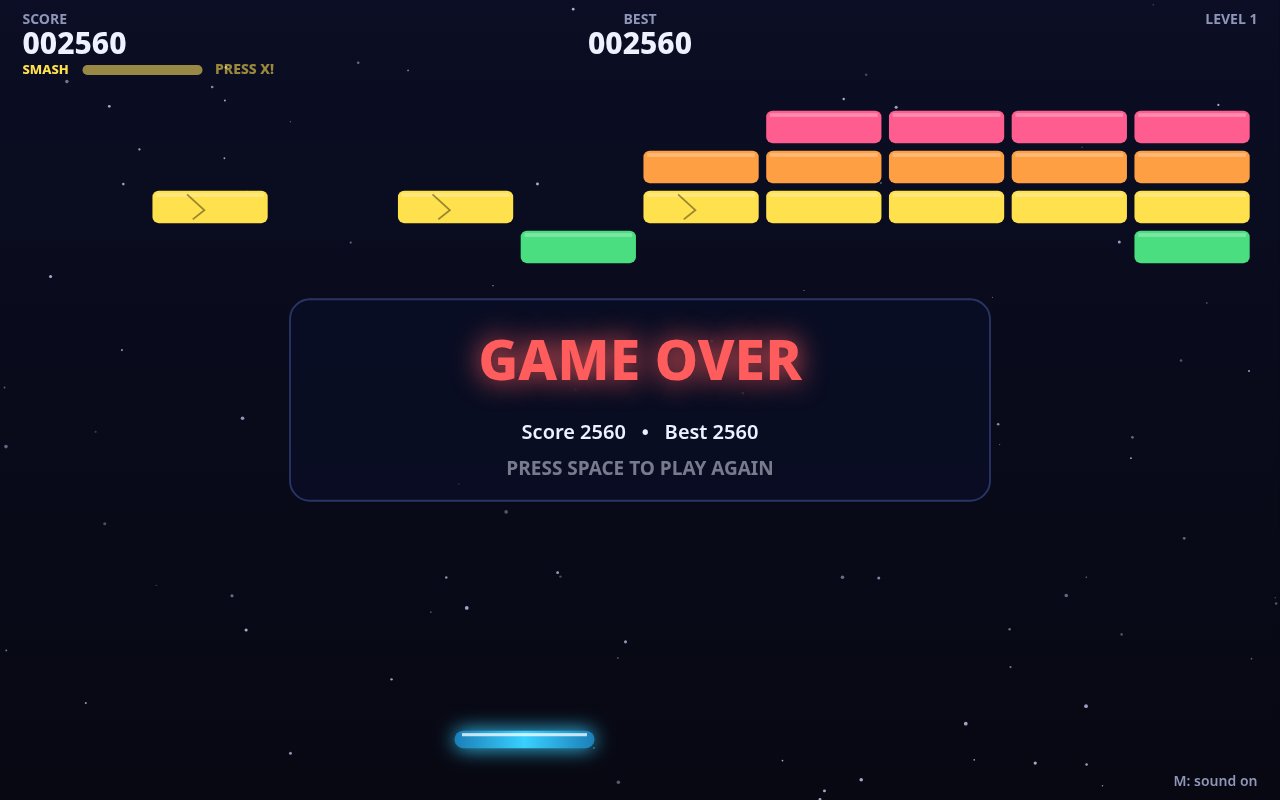 SCORE
BEST
LEVEL 1
002560
002560
SMASH PRESS X!
GAME OVER
Score 2560 • Best 2560
PRESS SPACE TO PLAY AGAIN
M: sound on